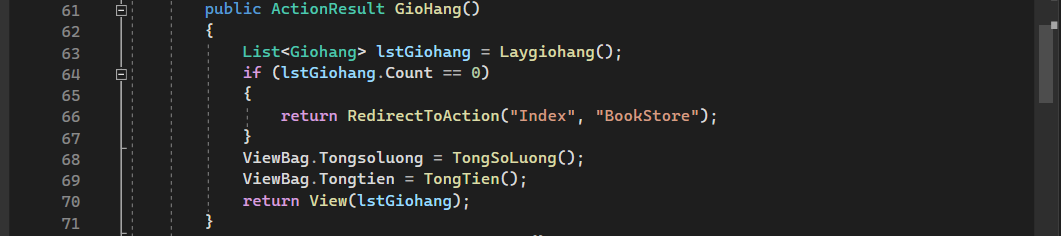 61 public ActionResult GioHang()
62 {
63 List<Giohang> lstGiohang = Laygiohang();
64 if (lstGiohang.Count == 0)
65 {
66 return RedirectToAction("Index", "BookStore");
67 }
68 ViewBag.Tongsoluong = TongSoLuong();
69 ViewBag.Tongtien = TongTien();
70 return View(lstGiohang);
71 }